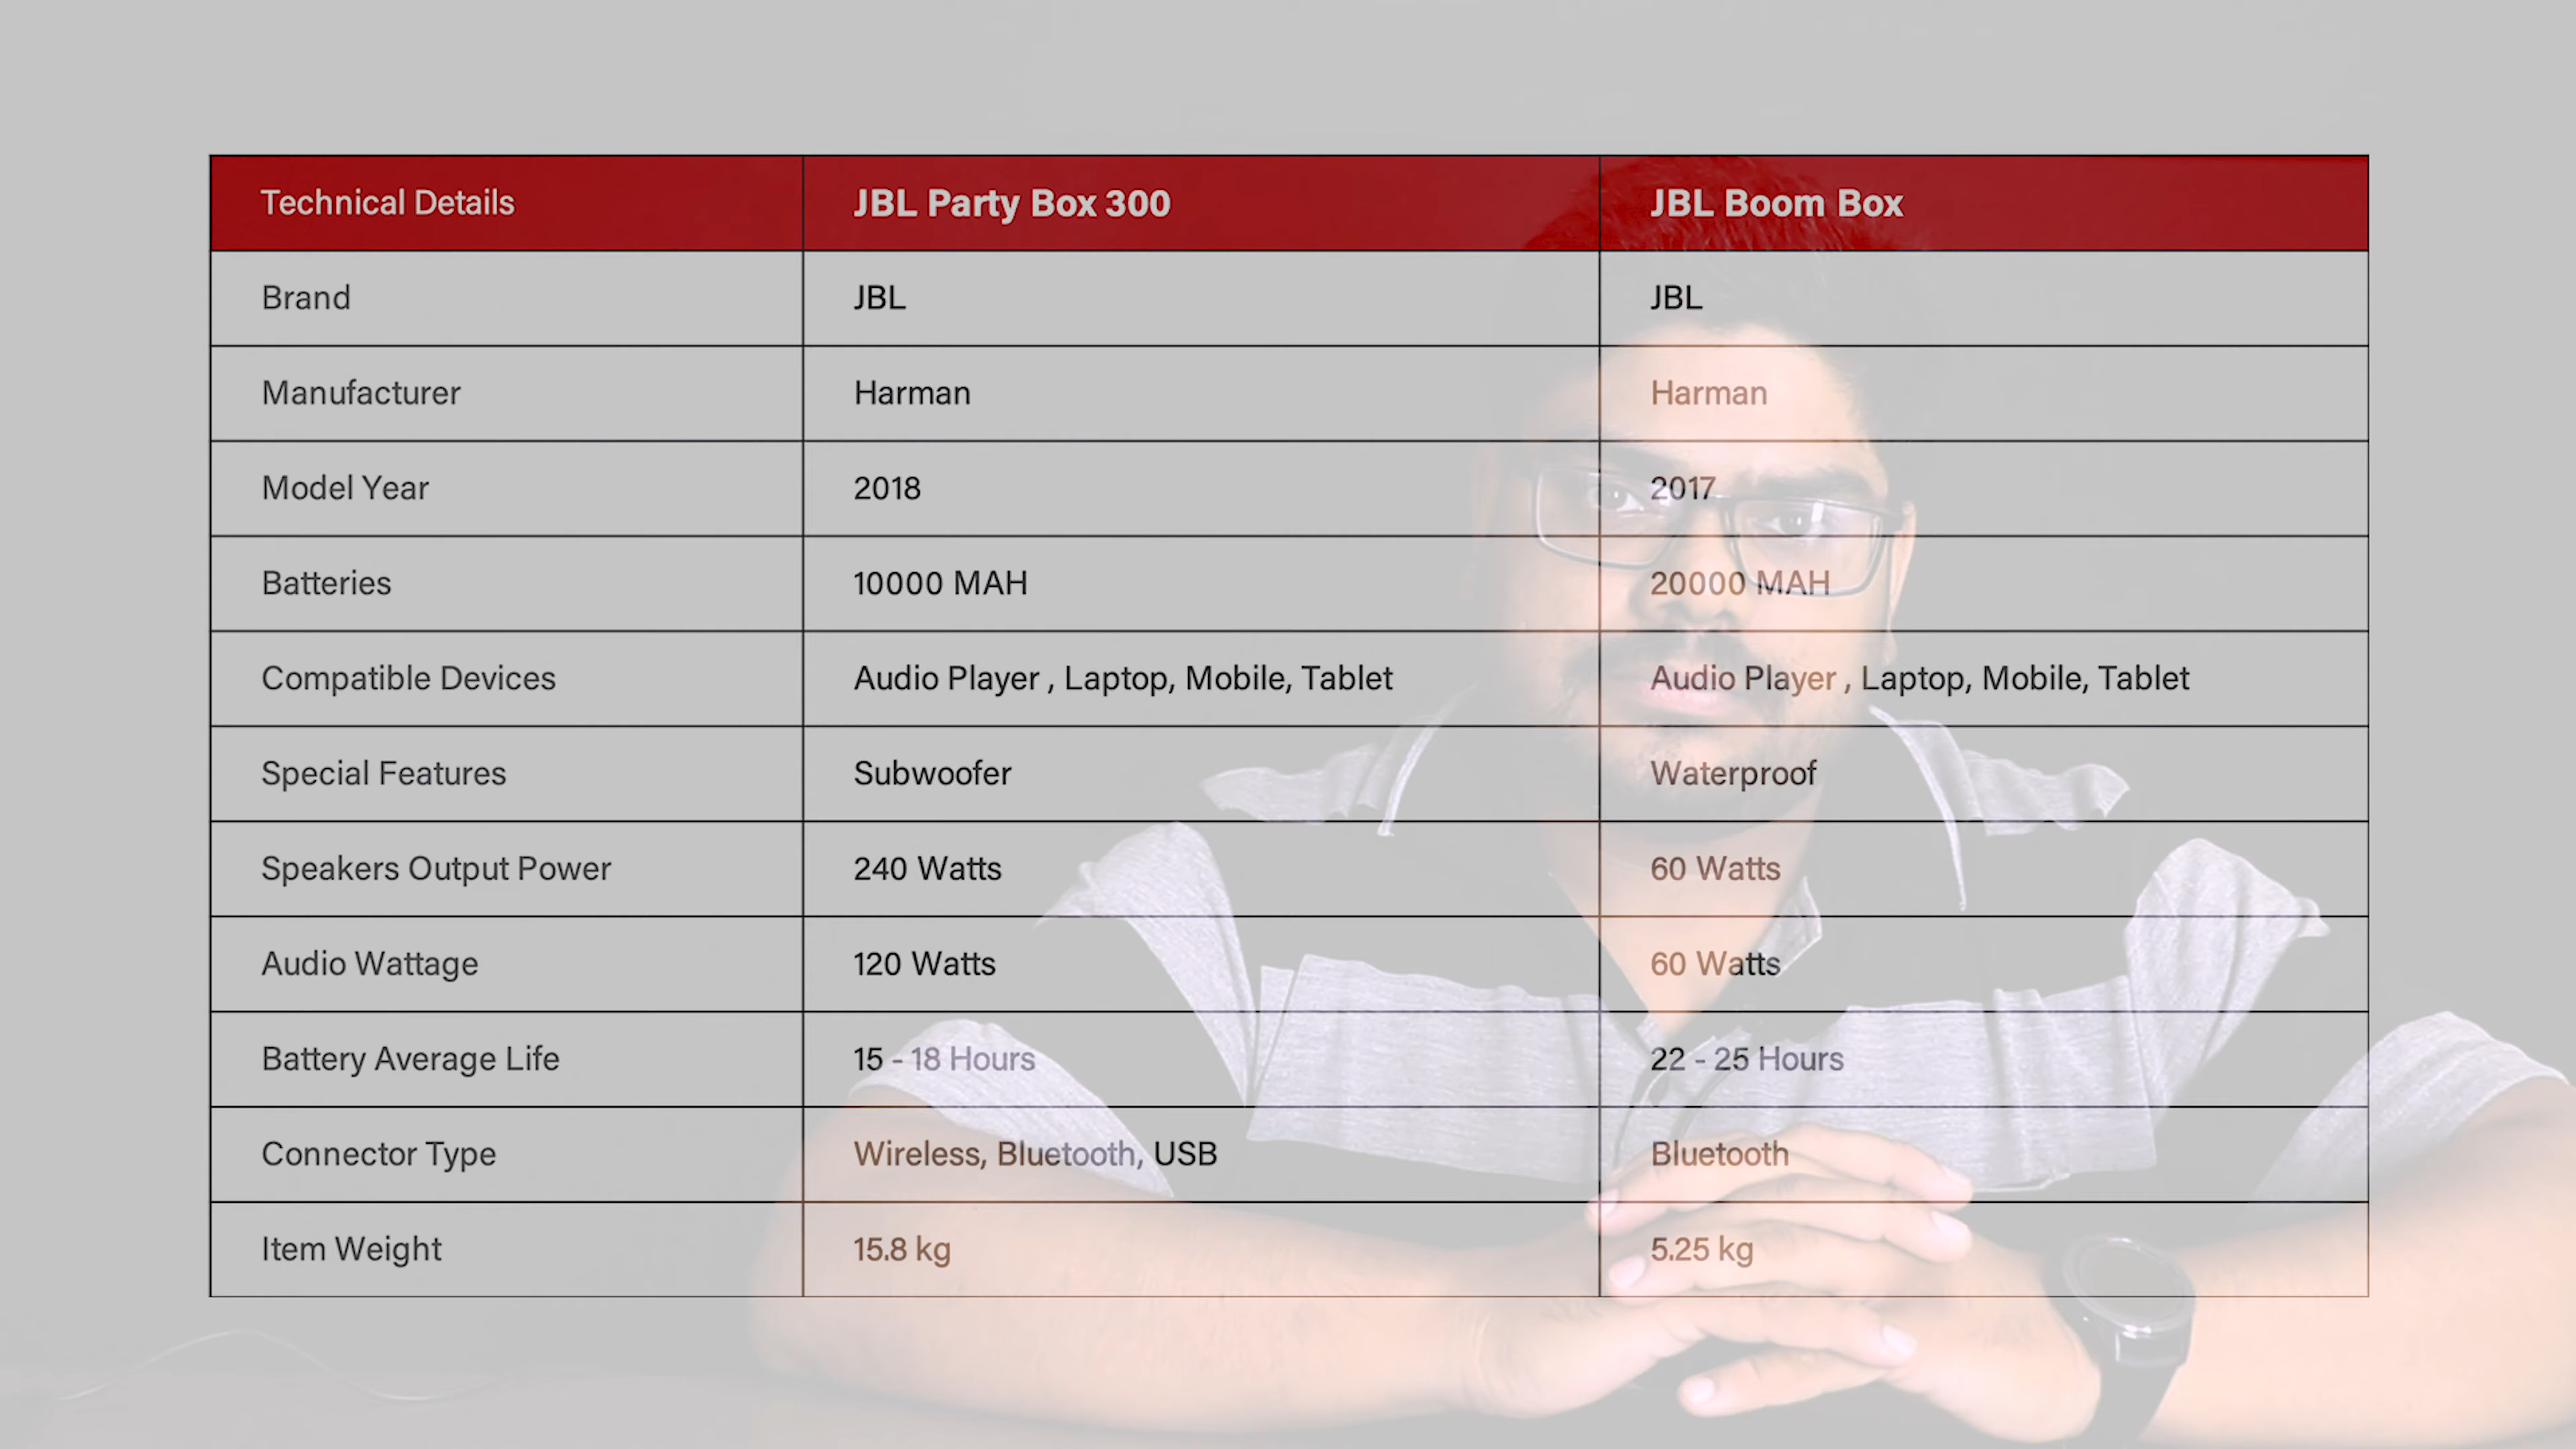 Technical Details JBL Party Box 300 JBL Boom Box
Brand JBL JBL
Manufacturer Harman Harman
Model Year 2018 2017
Batteries 10000 MAH 20000 MAH
Compatible Devices Audio Player , Laptop, Mobile, Tablet Audio Player , Laptop, Mobile, Tablet
Special Features Subwoofer Waterproof
Speakers Output Power 240 Watts 60 Watts
Audio Wattage 120 Watts 60 Watts
Battery Average Life 15 - 18 Hours 22 - 25 Hours
Connector Type Wireless, Bluetooth, USB Bluetooth
Item Weight 15.8 kg 5.25 kg